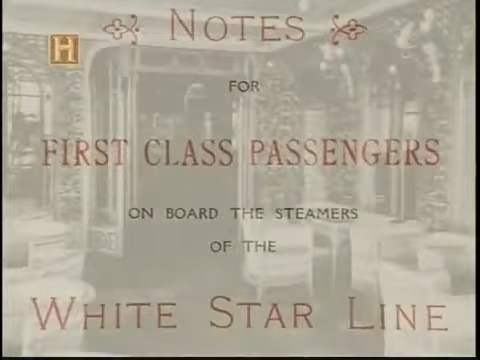 NOTES
H
FOR
FIRST CLASS PASSENGERS
ON BOARD THE STEAMERS
OF THE
WHITE STAR LINE